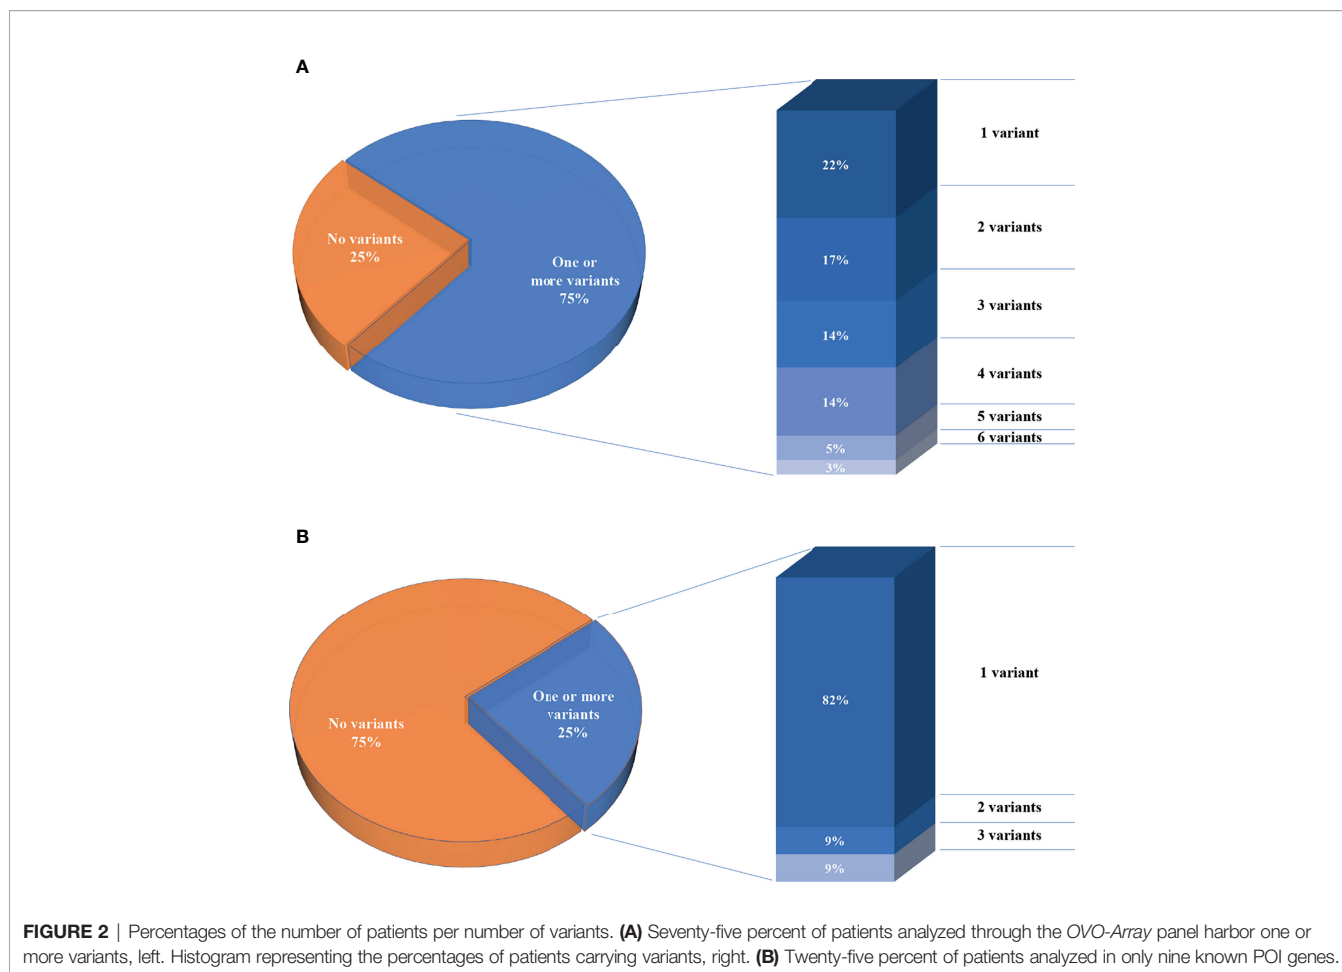 A
No variants
25%
One or
more variants
75%
22%
17%
14%
14%
5%
3%
1 variant
2 variants
3 variants
4 variants
5 variants
6 variants
B
No variants
75%
One or more
variants
25%
82%
9%
9%
1 variant
2 variants
3 variants
FIGURE 2 | Percentages of the number of patients per number of variants. (A) Seventy-five percent of patients analyzed through the OVO-Array panel harbor one or
more variants, left. Histogram representing the percentages of patients carrying variants, right. (B) Twenty-five percent of patients analyzed in only nine known POI genes.